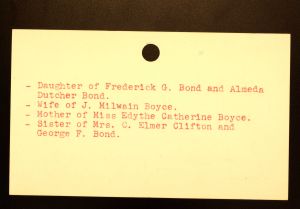 - Daughter of Frederick G. Bond and Almeda
Dutcher Bond.
- Wife of J. Milwain Boyce.
- Mother of Miss Edythe Catherine Boyce.
- Sister of Mrs. C. Elmer Clifton and
George F. Bond.